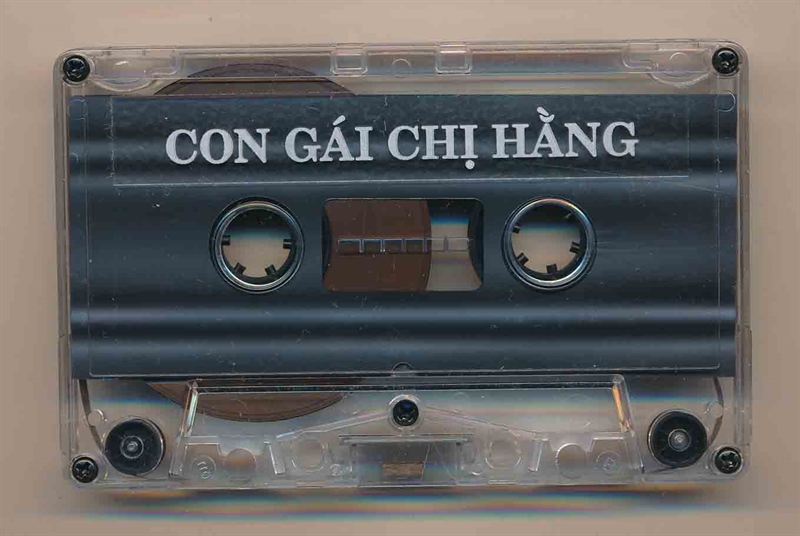 CON GÁI CHỊ HẰNG